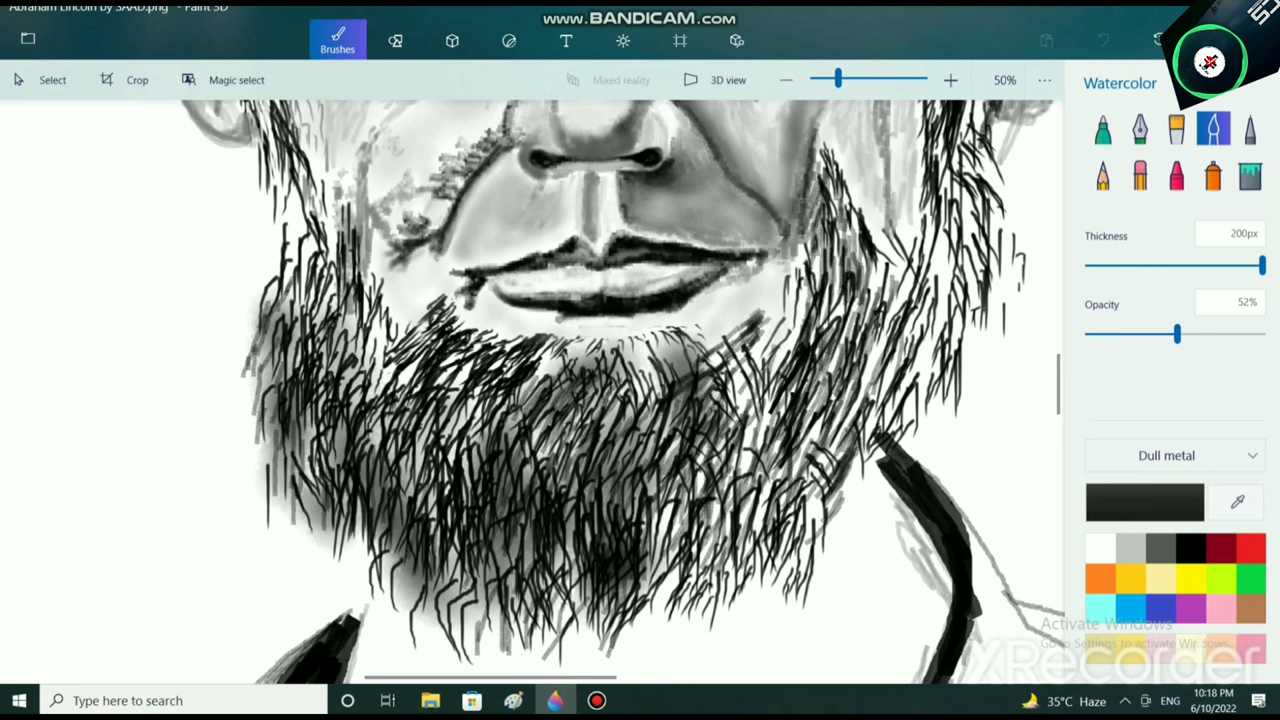 Abraham Lincoln by SAAD.png - Paint 3D
www.BANDICAM.com
Brushes
Select
Crop
Magic select
Mixed reality
3D view
50%
Watercolor
Thickness
200px
Opacity
52%
Dull metal
Activate Windows
Go to Settings to activate Windows.
XRecorder
Type here to search
35°C Haze
ENG
10:18 PM
6/10/2022